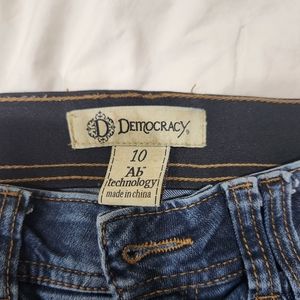 D DEMOCRACY®
10
"Ab"
technology
made in china